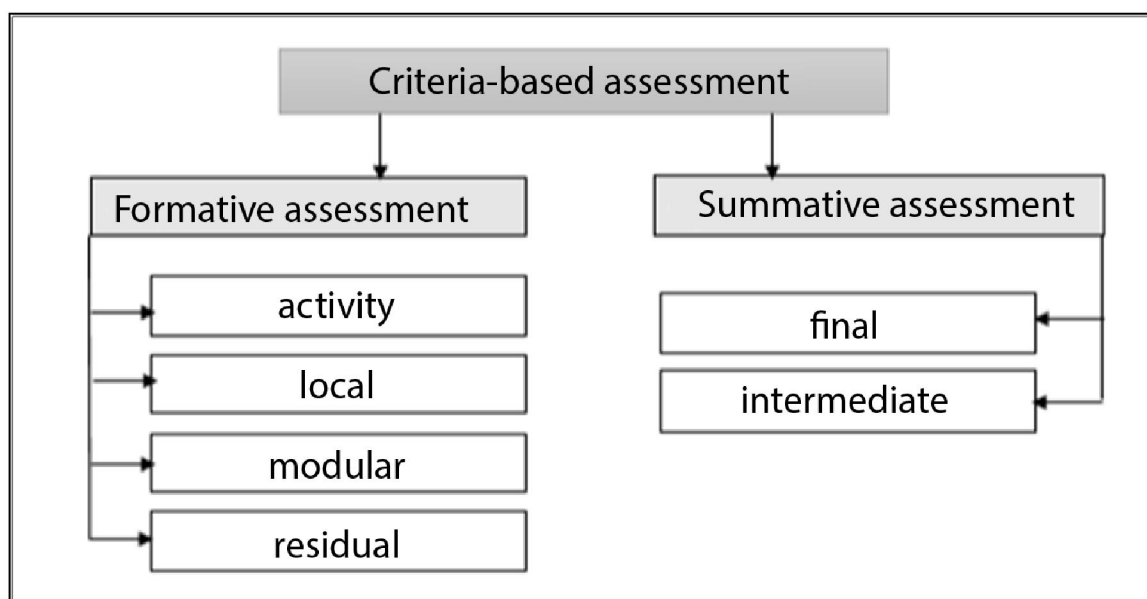 Criteria-based assessment
Formative assessment
activity
local
modular
residual
Summative assessment
final
intermediate